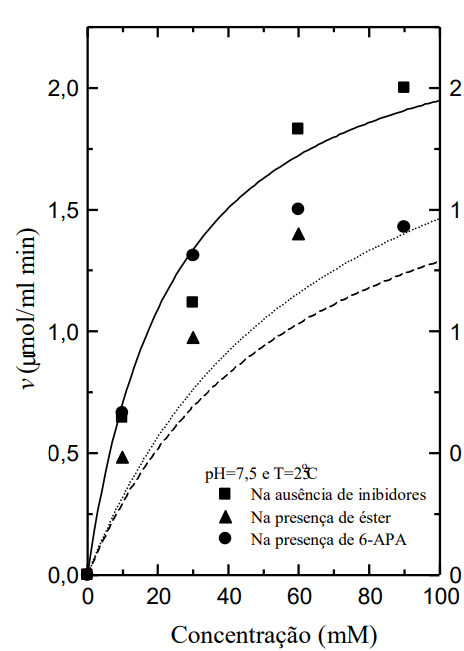 2,0
2
1,5
1
1,0
1
0,5
0
0,0
0
v (μmol/ml min)
pH=7,5 e T=25ºC
Na ausência de inibidores
Na presença de éster
Na presença de 6-APA
0
20
40
60
80
100
Concentração (mM)